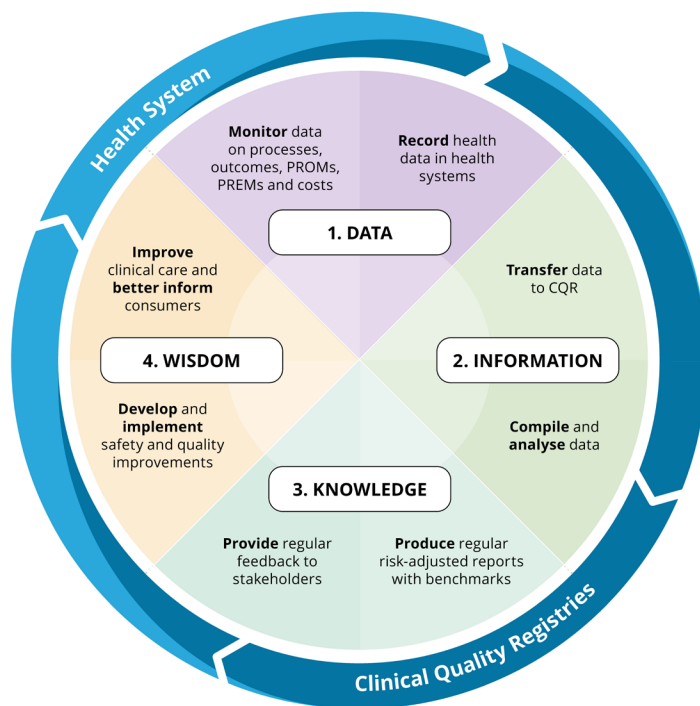 Health System
Monitor data
on processes,
outcomes, PROMs,
PREMs and costs
Record health
data in health
systems
1. DATA
Transfer data
to CQR
2. INFORMATION
Compile and
analyse data
3. KNOWLEDGE
Produce regular
risk-adjusted reports
with benchmarks
Provide regular
feedback to
stakeholders
4. WISDOM
Develop and
implement
safety and quality
improvements
Improve
clinical care and
better inform
consumers
Clinical Quality Registries